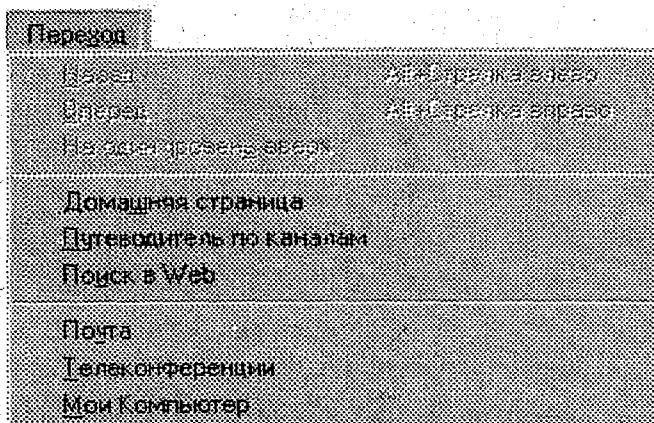 Переход
Назад Alt+Стрелка влево
Вперед Alt+Стрелка вправо
На один уровень вверх
Домашняя страница
Путеводитель по каналам
Поиск в Web
Почта
Телеконференции
Мой Компьютер